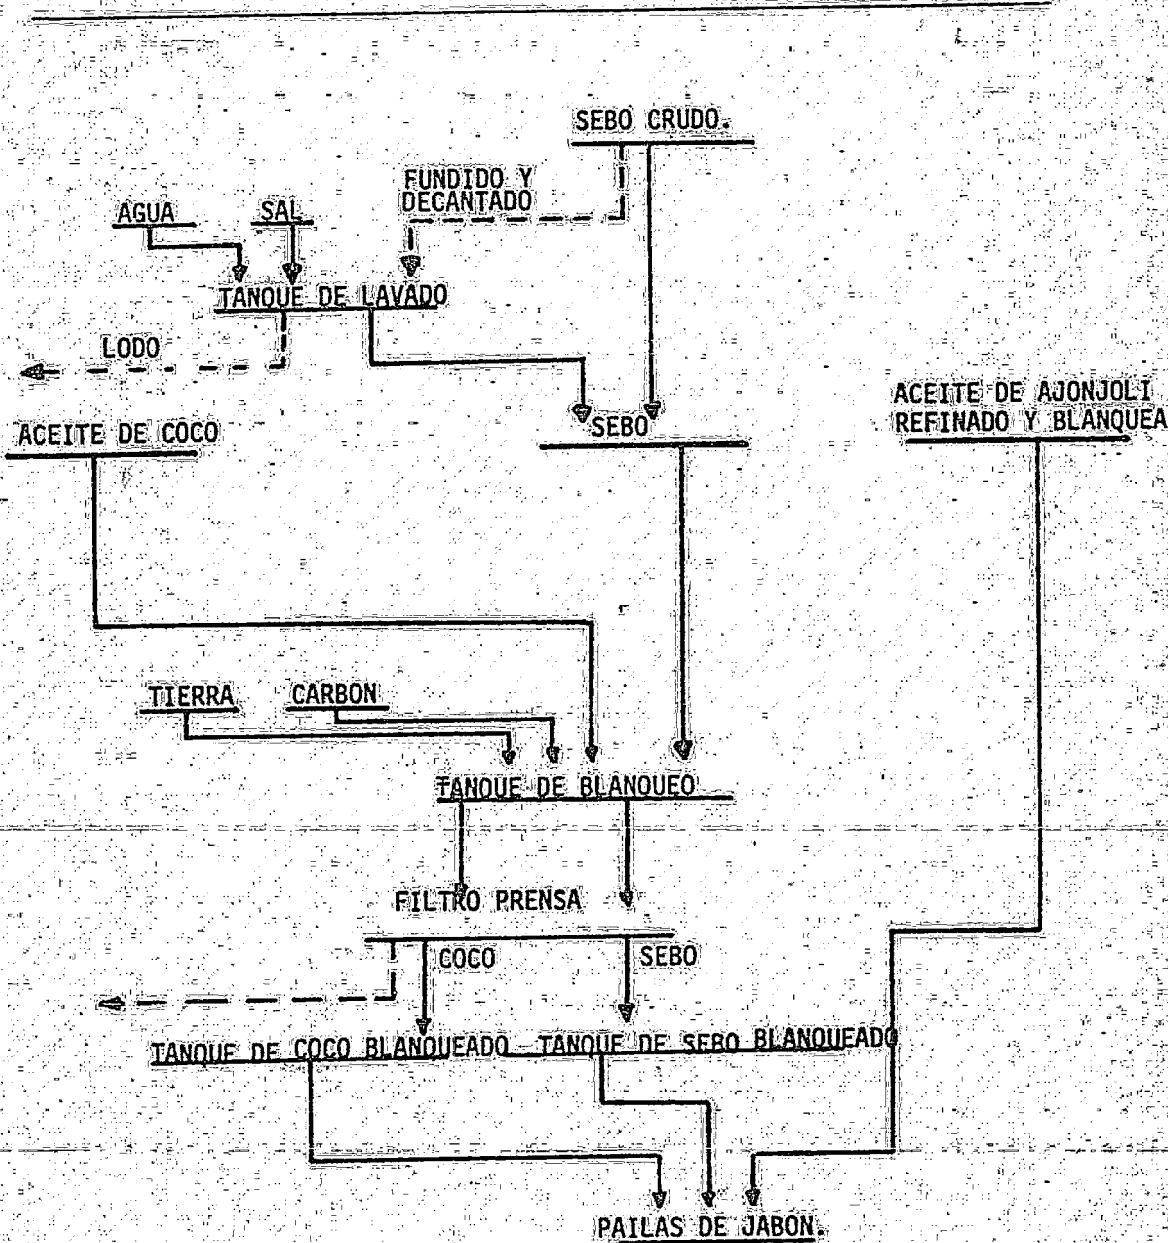 SEBO CRUDO.
FUNDIDO Y
DECANTADO
AGUA
SAL
TANQUE DE LAVADO
LODO
ACEITE DE AJONJOLI
REFINADO Y BLANQUEA
ACEITE DE COCO
SEBO
TIERRA
CARBON
TANQUE DE BLANQUEO
FILTRO PRENSA
COCO
SEBO
TANQUE DE COCO BLANQUEADO
TANQUE DE SEBO BLANQUEADO
PAILAS DE JABON.